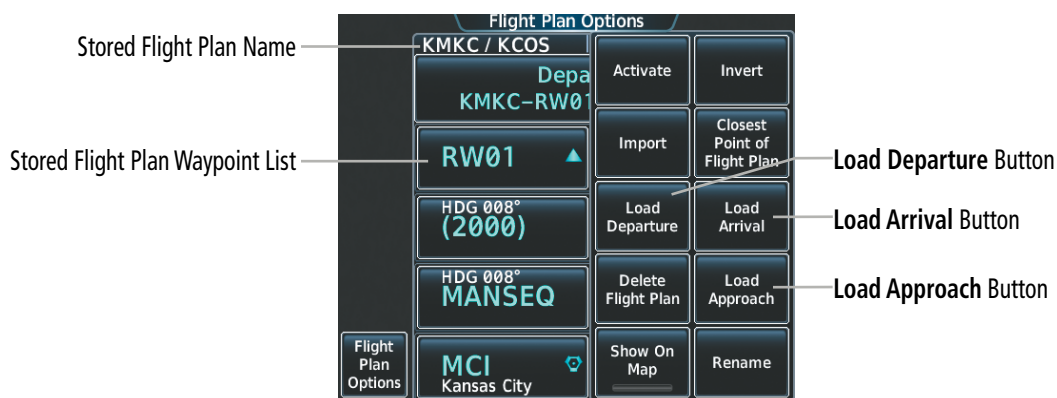 Flight Plan Options
Stored Flight Plan Name
KMKC / KCOS
Depa
KMKC–RW01
Activate
Invert
Stored Flight Plan Waypoint List
RW01
Import
Closest
Point of
Flight Plan
Load Departure Button
HDG 008°
(2000)
Load
Departure
Load
Arrival
Load Arrival Button
HDG 008°
MANSEQ
Delete
Flight Plan
Load
Approach
Load Approach Button
Flight
Plan
Options
MCI
Kansas City
Show On
Map
Rename